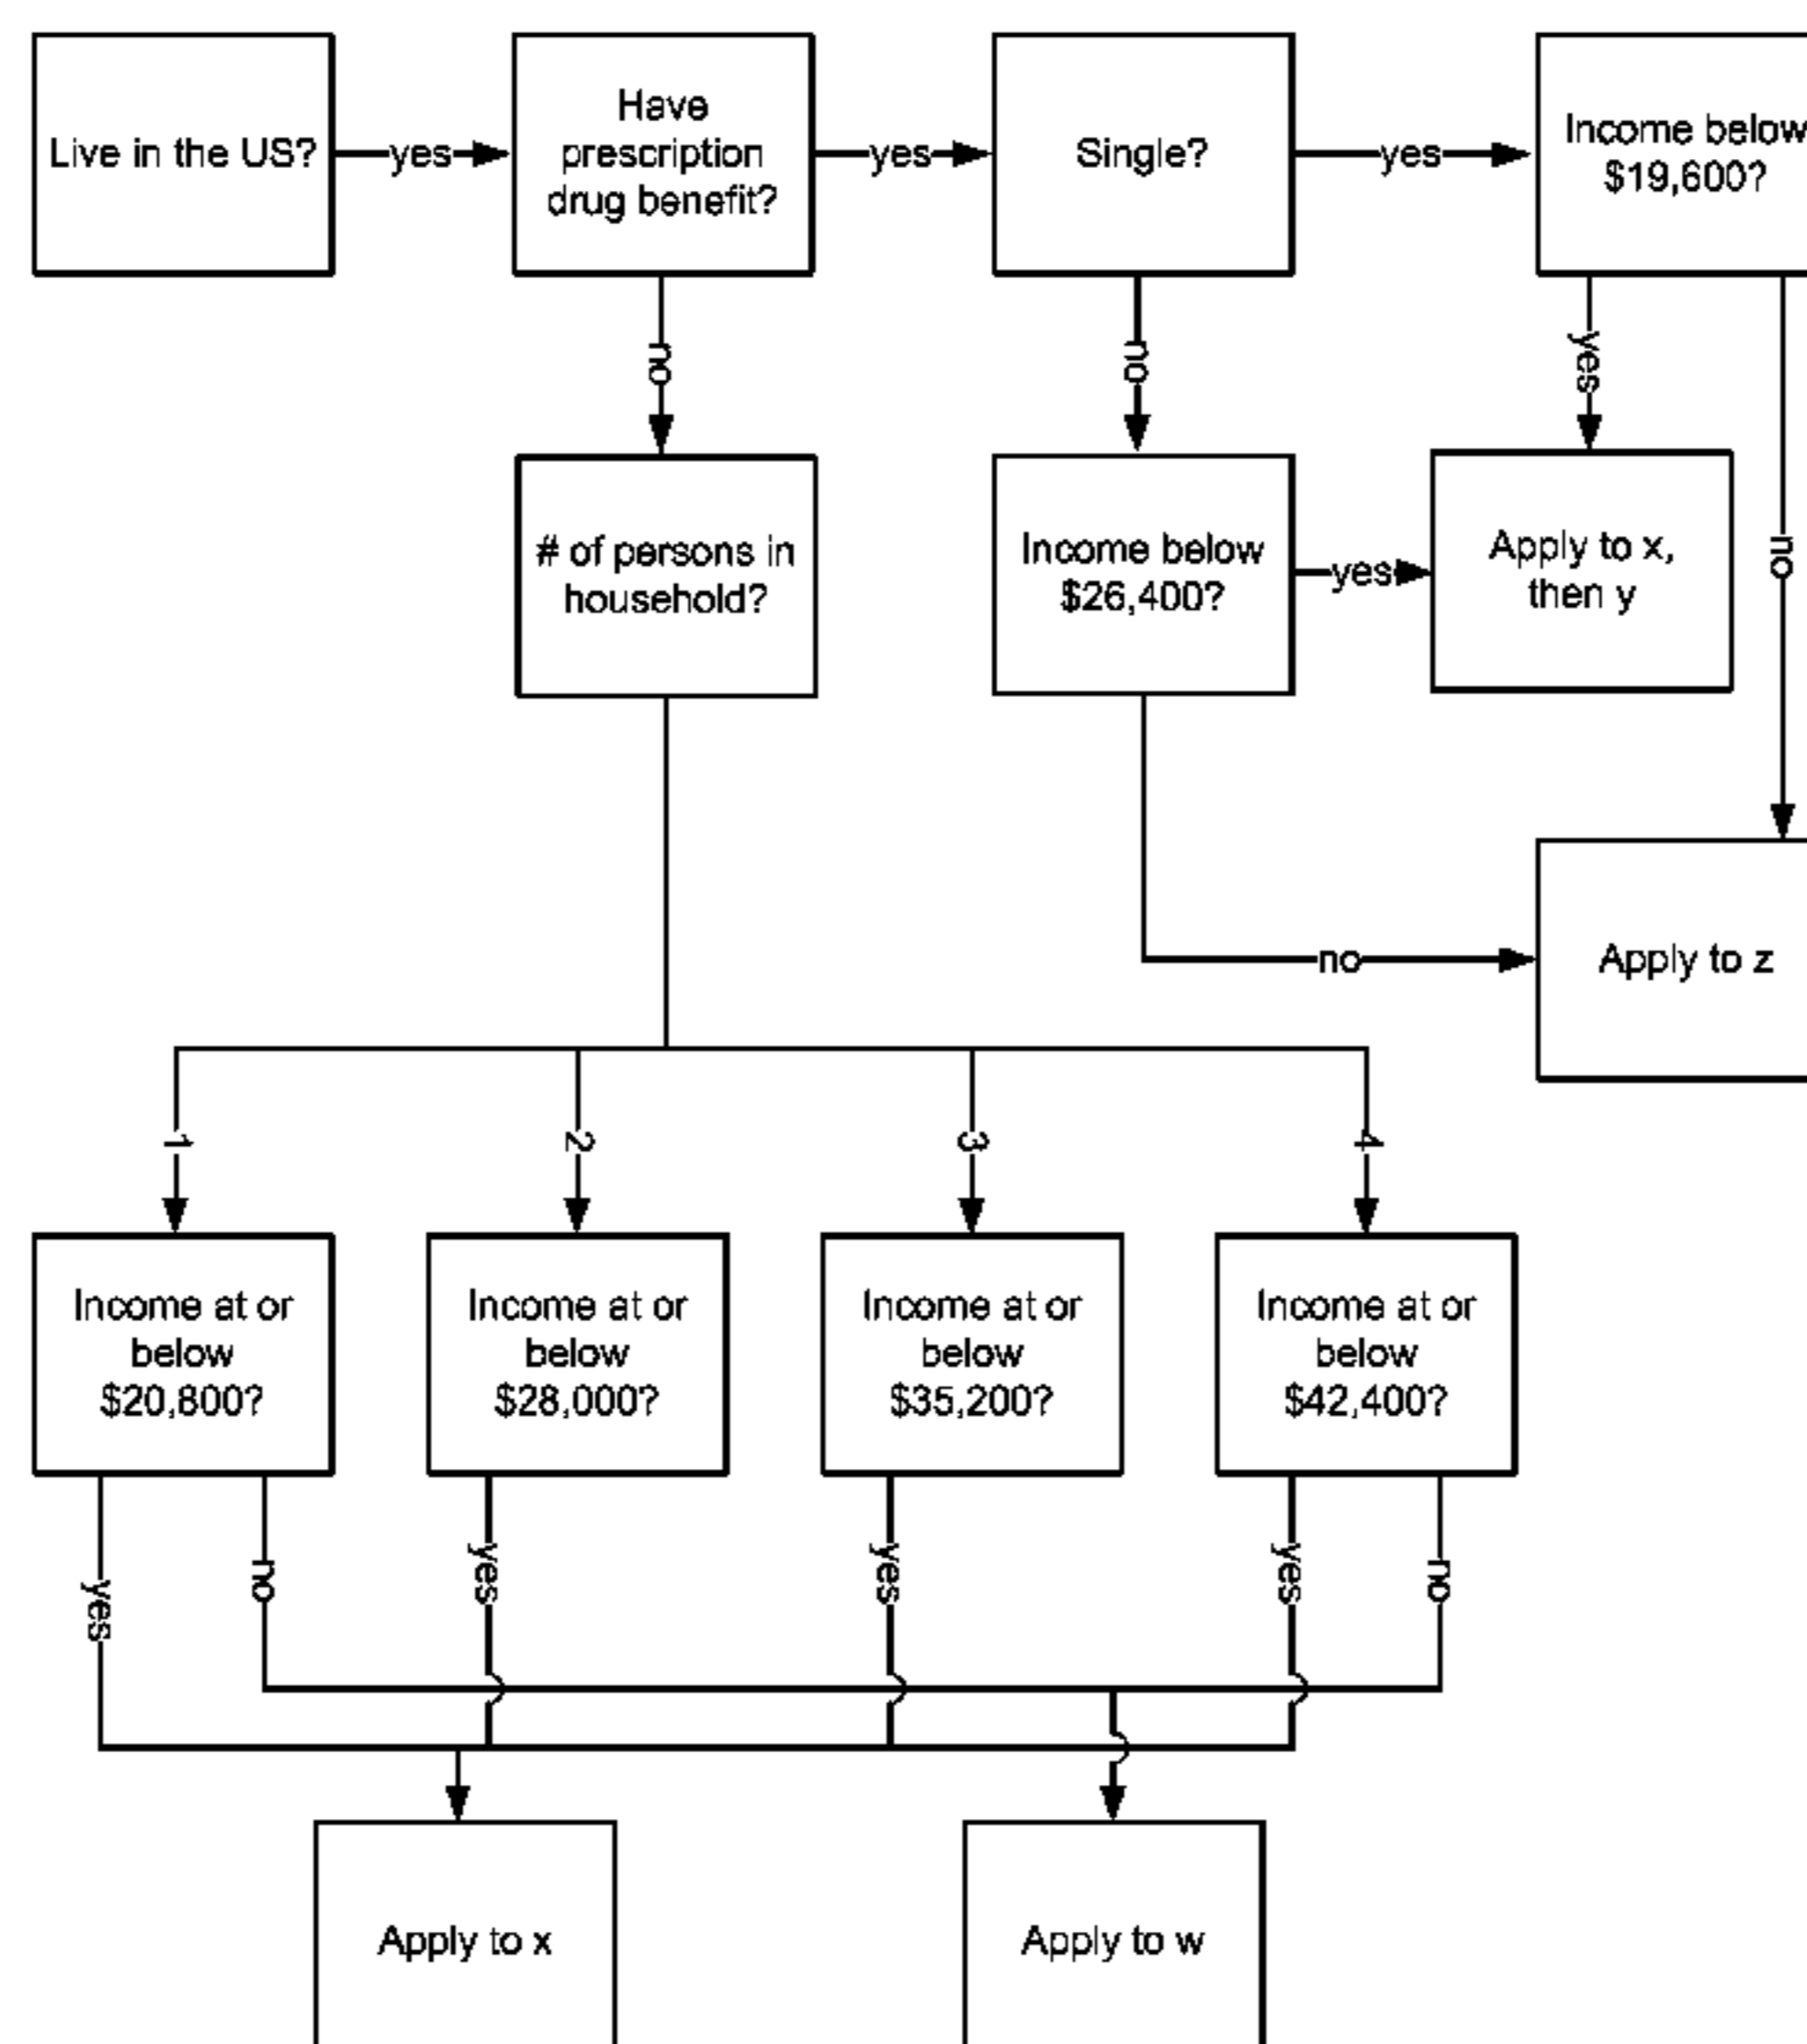 Live in the US?
yes
Have
prescription
drug benefit?
yes
Single?
yes
Income below
$19,600?
no
no
yes
no
# of persons in
household?
Income below
$26,400?
yes
Apply to x,
then y
no
Apply to z
1
2
3
4
Income at or
below
$20,800?
Income at or
below
$28,000?
Income at or
below
$35,200?
Income at or
below
$42,400?
yes
no
yes
yes
yes
no
Apply to x
Apply to w